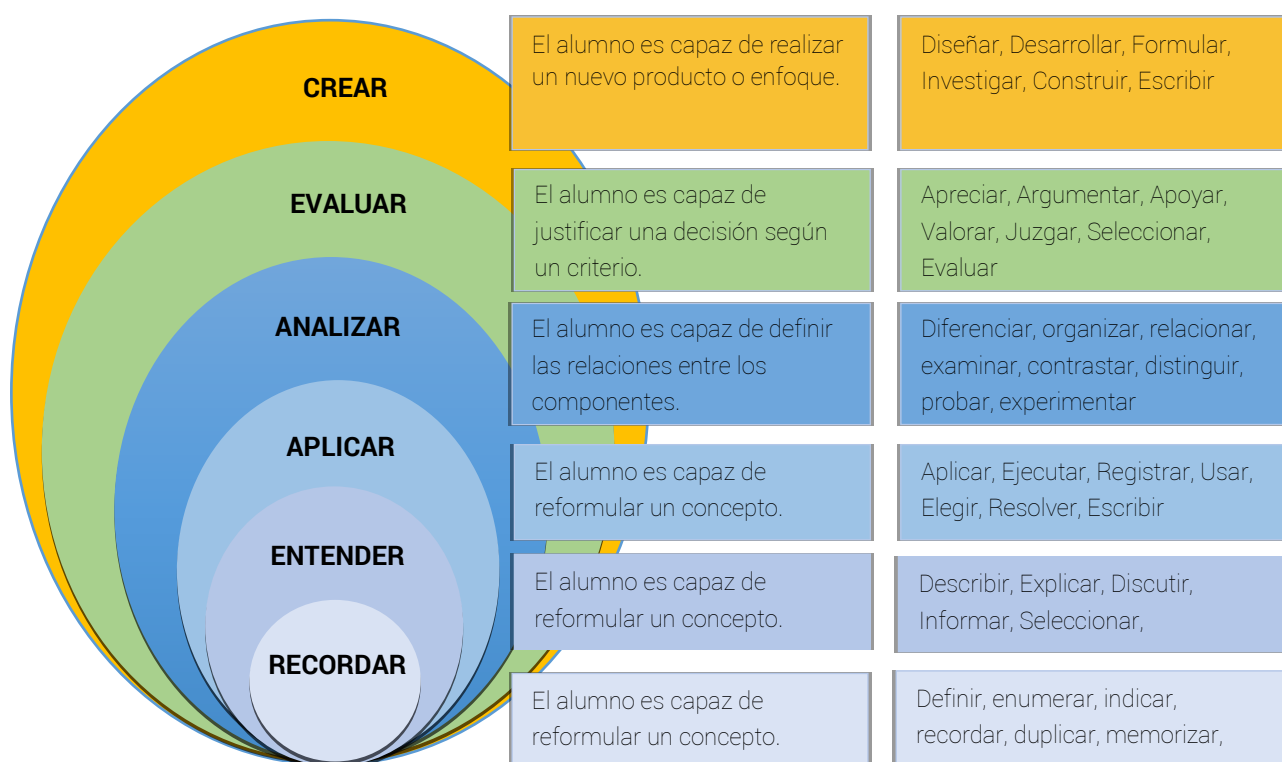 CREAR
El alumno es capaz de realizar
un nuevo producto o enfoque.
Diseñar, Desarrollar, Formular,
Investigar, Construir, Escribir
EVALUAR
El alumno es capaz de
justificar una decisión según
un criterio.
Apreciar, Argumentar, Apoyar,
Valorar, Juzgar, Seleccionar,
Evaluar
ANALIZAR
El alumno es capaz de definir
las relaciones entre los
componentes.
Diferenciar, organizar, relacionar,
examinar, contrastar, distinguir,
probar, experimentar
APLICAR
El alumno es capaz de
reformular un concepto.
Aplicar, Ejecutar, Registrar, Usar,
Elegir, Resolver, Escribir
ENTENDER
El alumno es capaz de
reformular un concepto.
Describir, Explicar, Discutir,
Informar, Seleccionar,
RECORDAR
El alumno es capaz de
reformular un concepto.
Definir, enumerar, indicar,
recordar, duplicar, memorizar,